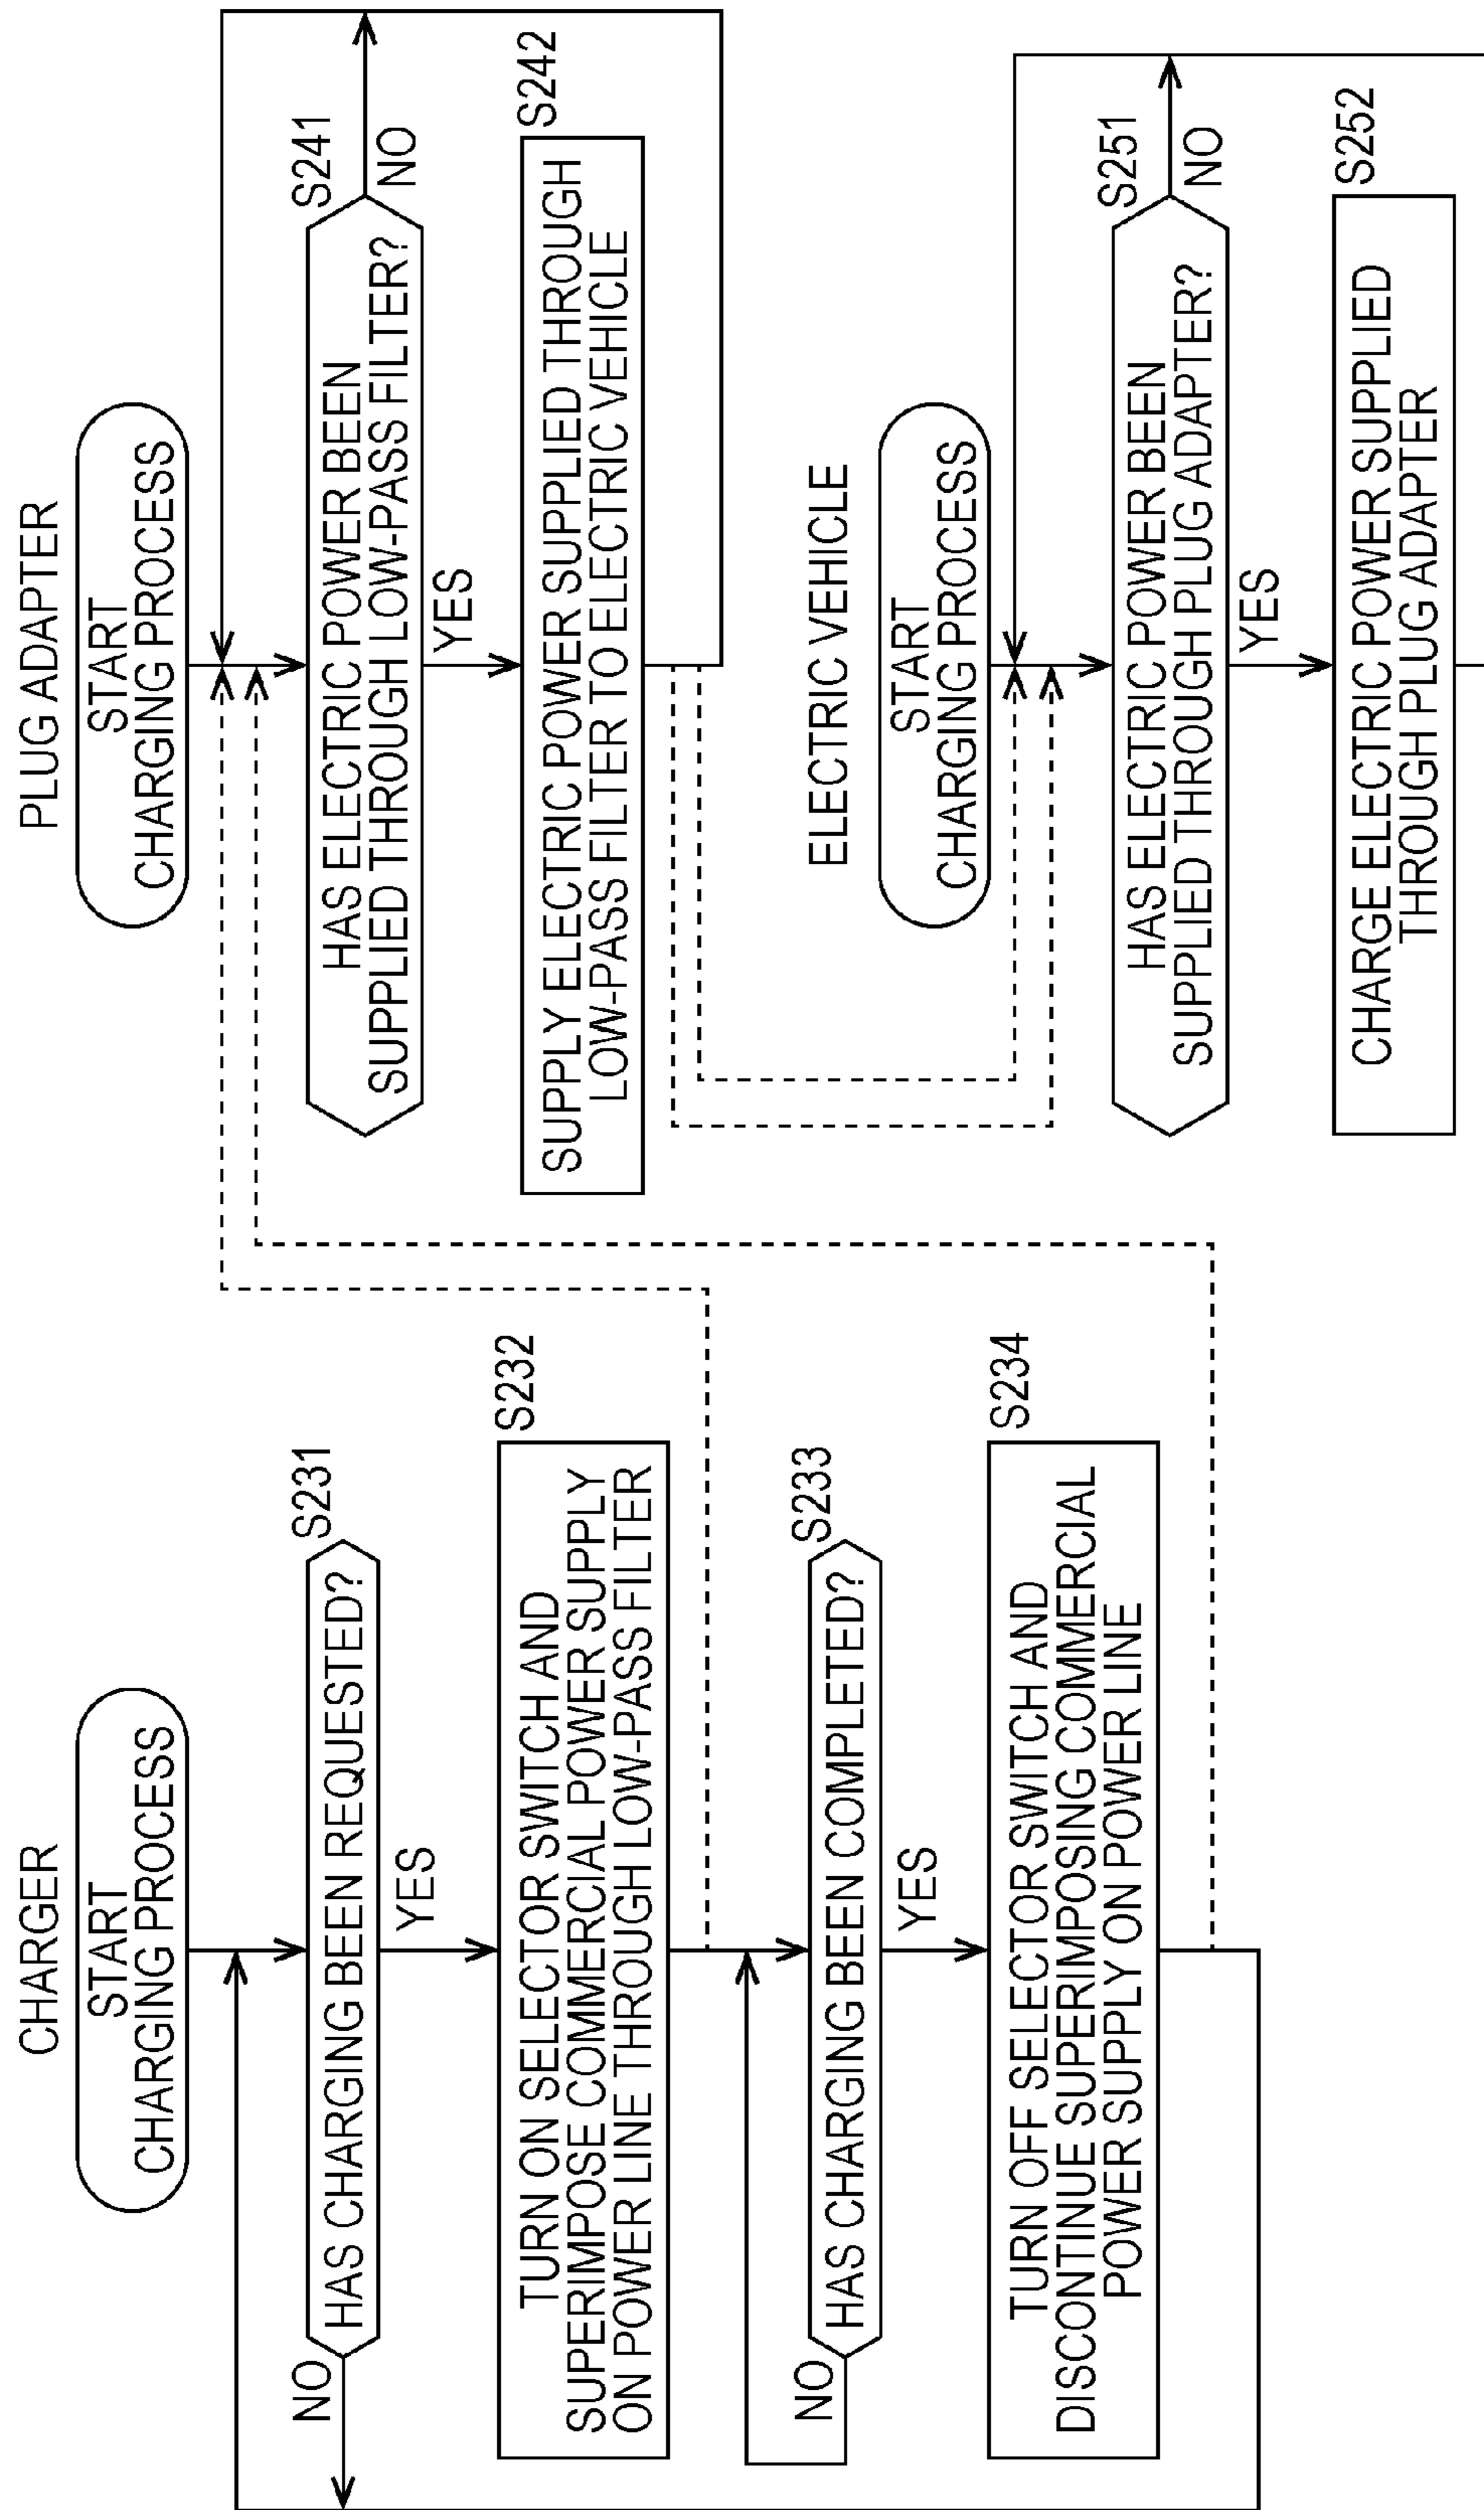 CHARGER
START
CHARGING PROCESS
S231
HAS CHARGING BEEN REQUESTED?
NO
YES
S232
TURN ON SELECTOR SWITCH AND
SUPERIMPOSE COMMERCIAL POWER SUPPLY
ON POWER LINE THROUGH LOW-PASS FILTER
S233
HAS CHARGING BEEN COMPLETED?
NO
YES
S234
TURN OFF SELECTOR SWITCH AND
DISCONTINUE SUPERIMPOSING COMMERCIAL
POWER SUPPLY ON POWER LINE
PLUG ADAPTER
START
CHARGING PROCESS
S241
HAS ELECTRIC POWER BEEN
SUPPLIED THROUGH LOW-PASS FILTER?
NO
YES
S242
SUPPLY ELECTRIC POWER SUPPLIED THROUGH
LOW-PASS FILTER TO ELECTRIC VEHICLE
ELECTRIC VEHICLE
START
CHARGING PROCESS
S251
HAS ELECTRIC POWER BEEN
SUPPLIED THROUGH PLUG ADAPTER?
NO
YES
S252
CHARGE ELECTRIC POWER SUPPLIED
THROUGH PLUG ADAPTER